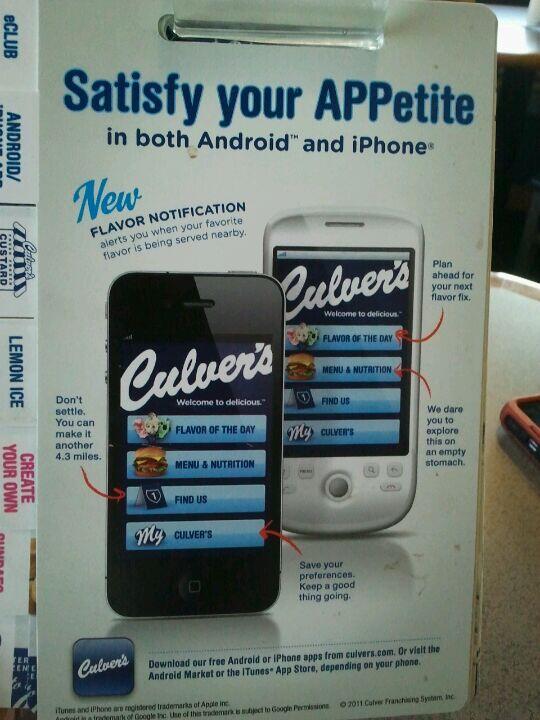 Satisfy your APPetite
in both Android™ and iPhone®
New
FLAVOR NOTIFICATION
alerts you when your favorite
flavor is being served nearby.
Culver's
Welcome to delicious.™
FLAVOR OF THE DAY
MENU & NUTRITION
FIND US
My CULVER'S
MENU
Plan
ahead for
your next
flavor fix.
We dare
you to
explore
this on
an empty
stomach.
Culver's
Welcome to delicious.™
FLAVOR OF THE DAY
MENU & NUTRITION
1 FIND US
My CULVER'S
Don't
settle.
You can
make it
another
4.3 miles.
Save your
preferences.
Keep a good
thing going.
Culver's
Download our free Android or iPhone apps from culvers.com. Or visit the
Android Market or the iTunes® App Store, depending on your phone.
iTunes and iPhone are registered trademarks of Apple Inc.
Android is a trademark of Google Inc. Use of this trademark is subject to Google Permissions. © 2011 Culver Franchising System, Inc.
eCLUB
ANDROID/
Culver's
CUSTARD
LEMON ICE
CREATE
YOUR OWN